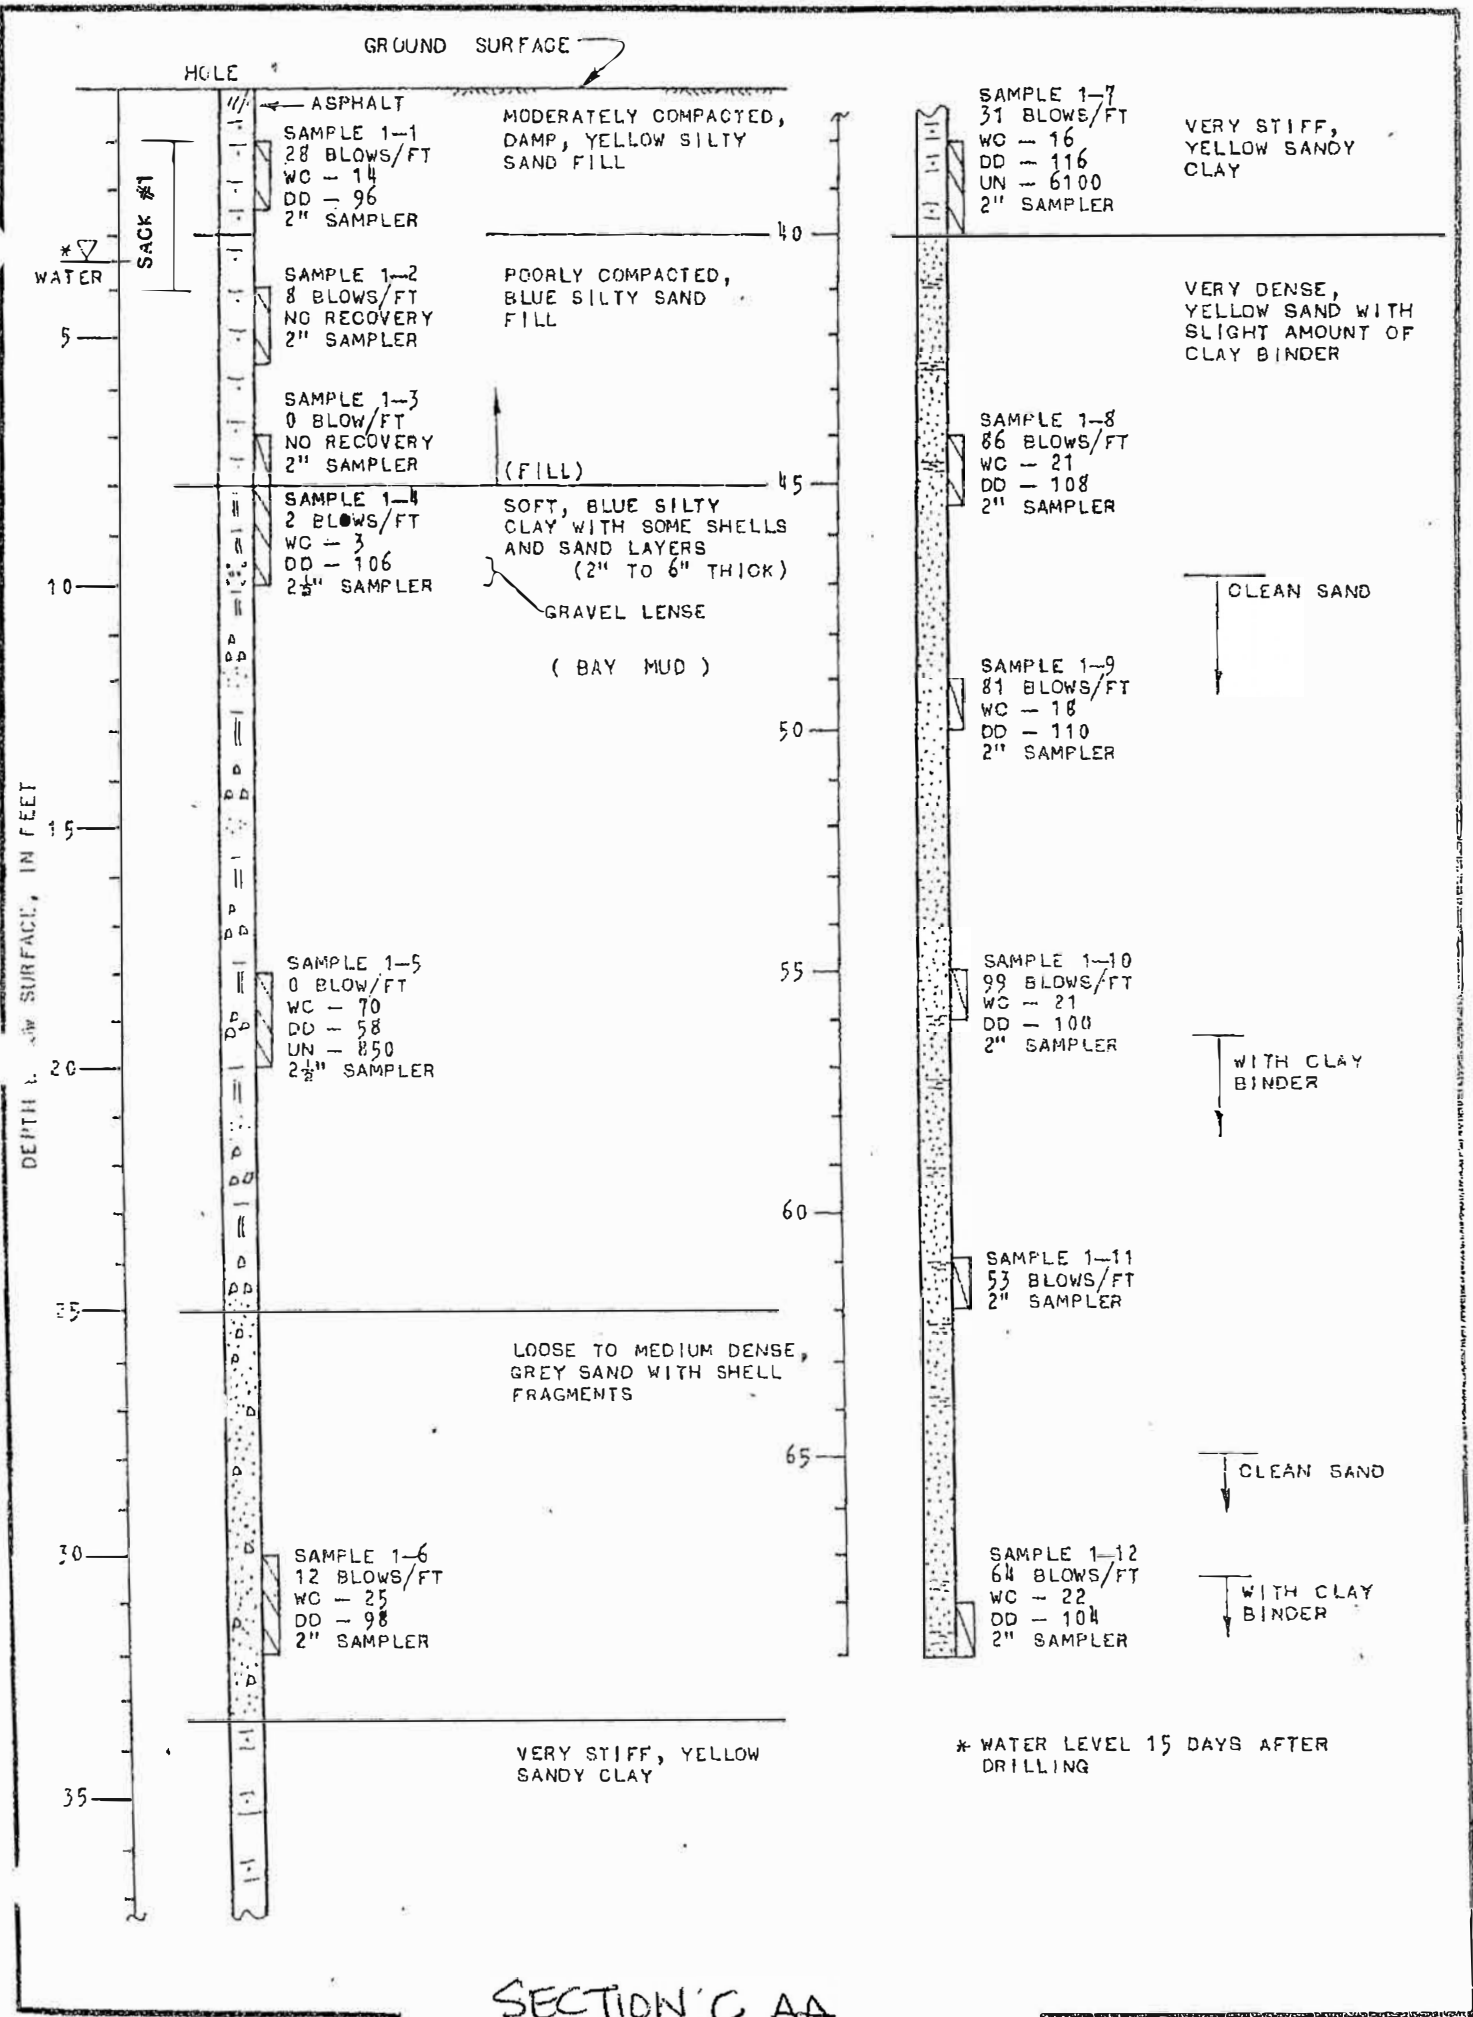 GROUND SURFACE
HOLE
ASPHALT
SAMPLE 1-1
28 BLOWS/FT
WC - 14
DD - 96
2" SAMPLER
MODERATELY COMPACTED,
DAMP, YELLOW SILTY
SAND FILL
SACK #1
*
WATER
SAMPLE 1-2
8 BLOWS/FT
NO RECOVERY
2" SAMPLER
POORLY COMPACTED,
BLUE SILTY SAND
FILL
5
SAMPLE 1-3
0 BLOW/FT
NO RECOVERY
2" SAMPLER
(FILL)
SAMPLE 1-4
2 BLOWS/FT
WC - 3
DD - 106
2½" SAMPLER
SOFT, BLUE SILTY
CLAY WITH SOME SHELLS
AND SAND LAYERS
(2" TO 6" THICK)
GRAVEL LENSE
(BAY MUD)
10
15
SAMPLE 1-5
0 BLOW/FT
WC - 70
DD - 58
UN - 850
2½" SAMPLER
20
DEPTH SURFACE, IN FEET
25
LOOSE TO MEDIUM DENSE,
GREY SAND WITH SHELL
FRAGMENTS
30
SAMPLE 1-6
12 BLOWS/FT
WC - 25
DD - 98
2" SAMPLER
VERY STIFF, YELLOW
SANDY CLAY
35
SAMPLE 1-7
31 BLOWS/FT
WC - 16
DD - 116
UN - 6100
2" SAMPLER
VERY STIFF,
YELLOW SANDY
CLAY
40
VERY DENSE,
YELLOW SAND WITH
SLIGHT AMOUNT OF
CLAY BINDER
SAMPLE 1-8
86 BLOWS/FT
WC - 21
DD - 108
2" SAMPLER
45
CLEAN SAND
SAMPLE 1-9
81 BLOWS/FT
WC - 18
DD - 110
2" SAMPLER
50
SAMPLE 1-10
99 BLOWS/FT
WC - 21
DD - 100
2" SAMPLER
55
WITH CLAY
BINDER
60
SAMPLE 1-11
53 BLOWS/FT
2" SAMPLER
65
CLEAN SAND
SAMPLE 1-12
64 BLOWS/FT
WC - 22
DD - 104
2" SAMPLER
WITH CLAY
BINDER
* WATER LEVEL 15 DAYS AFTER
DRILLING
SECTION